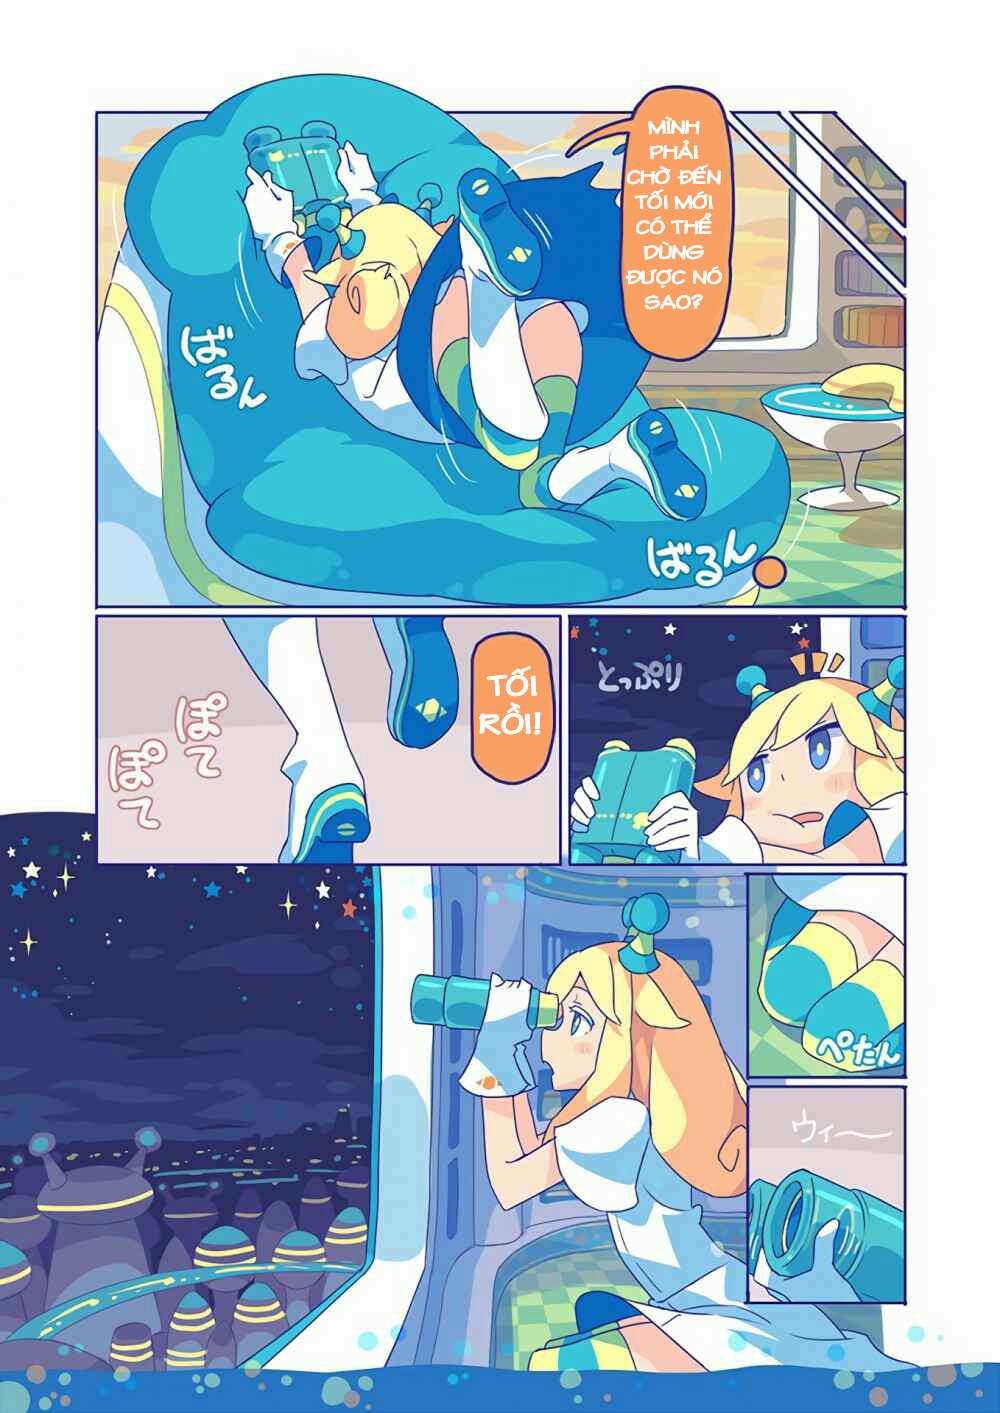 MÌNH
PHẢI
CHỜ ĐẾN
TỐI MỚI
CÓ THỂ
DÙNG
ĐƯỢC NÓ
SAO?
ばるん
ばるん
TỐI
RỒI!
ぽて
ぽて
とっぷり
ぺたん
ウィ〜